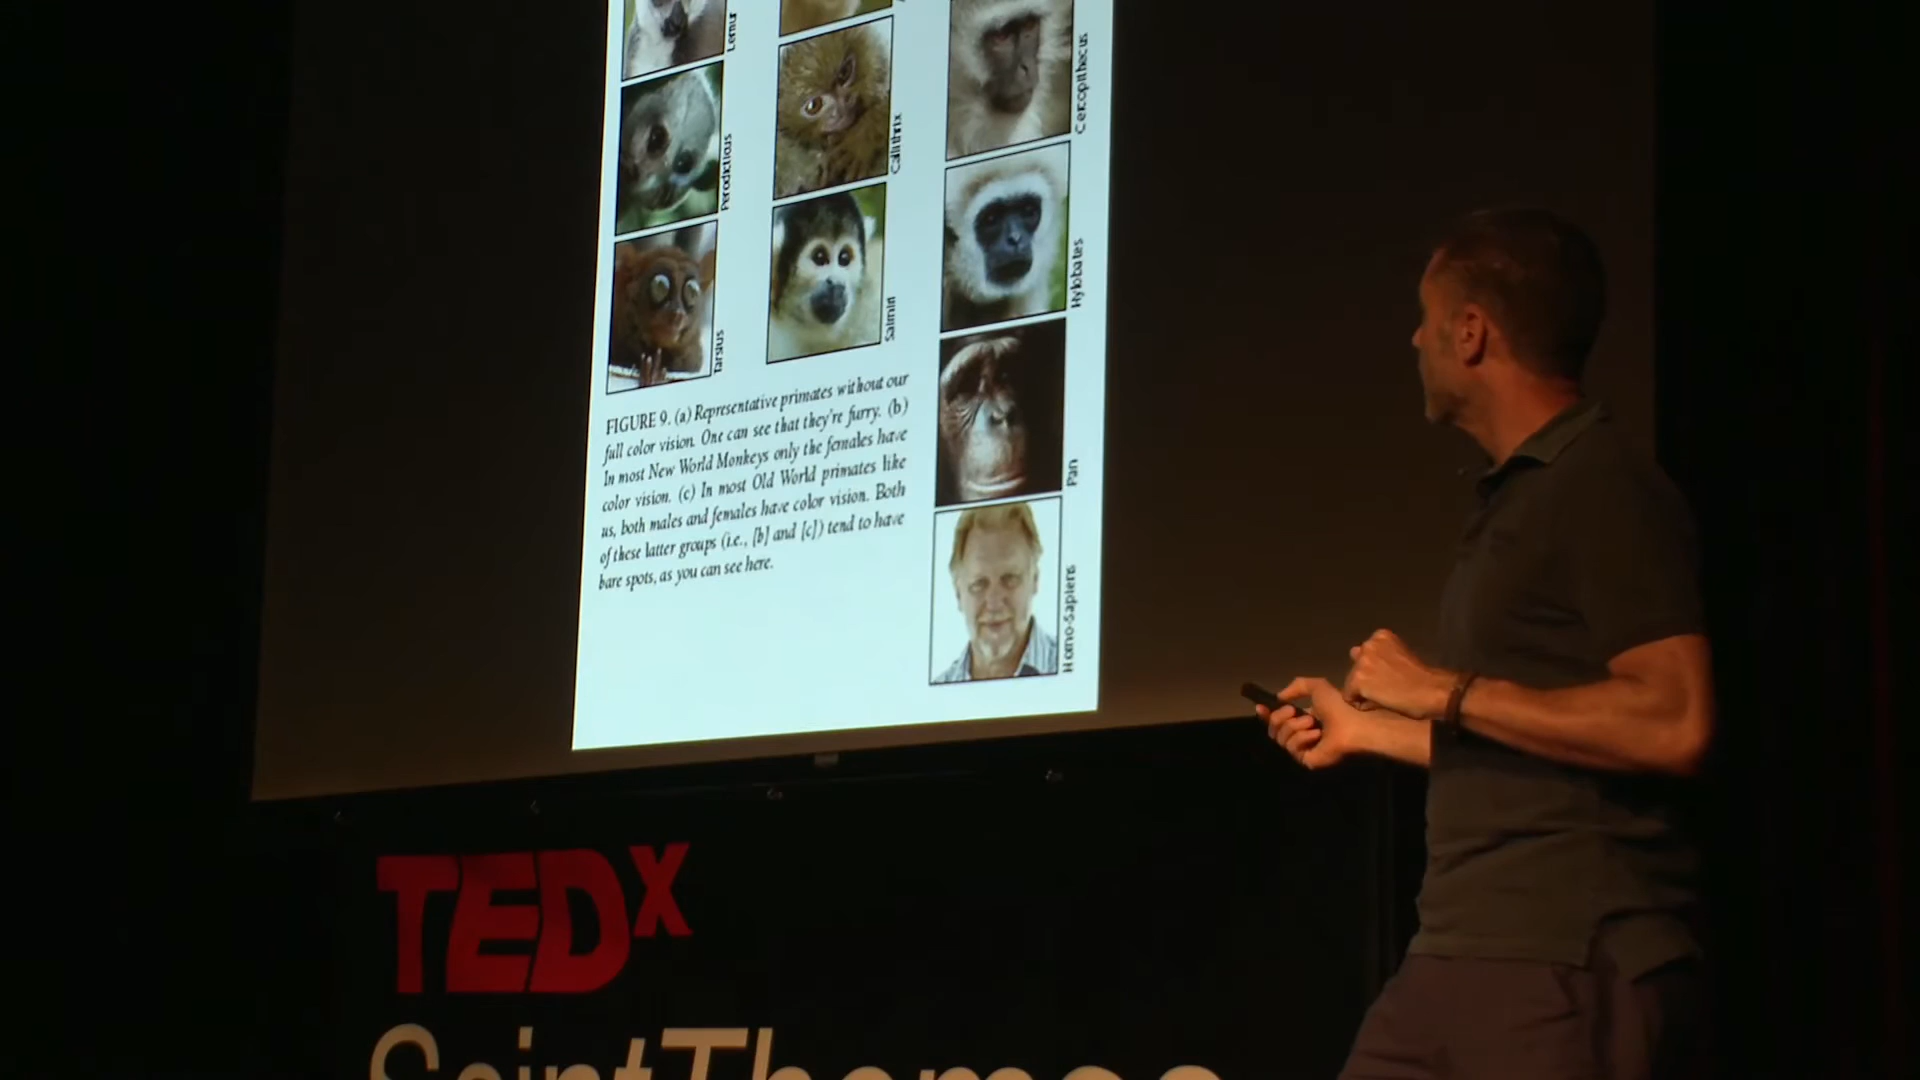 Lemur
Perodicticus
Tarsius
Callithrix
Saimiri
Cercopithecus
Hylobates
Pan
Homo-Sapiens
FIGURE 9. (a) Representative primates without our
full color vision. One can see that they're furry. (b)
In most New World Monkeys only the females have
color vision. (c) In most Old World primates like
us, both males and females have color vision. Both
of these latter groups (i.e., [b] and [c]) tend to have
bare spots, as you can see here.
TEDx
SaintThomas